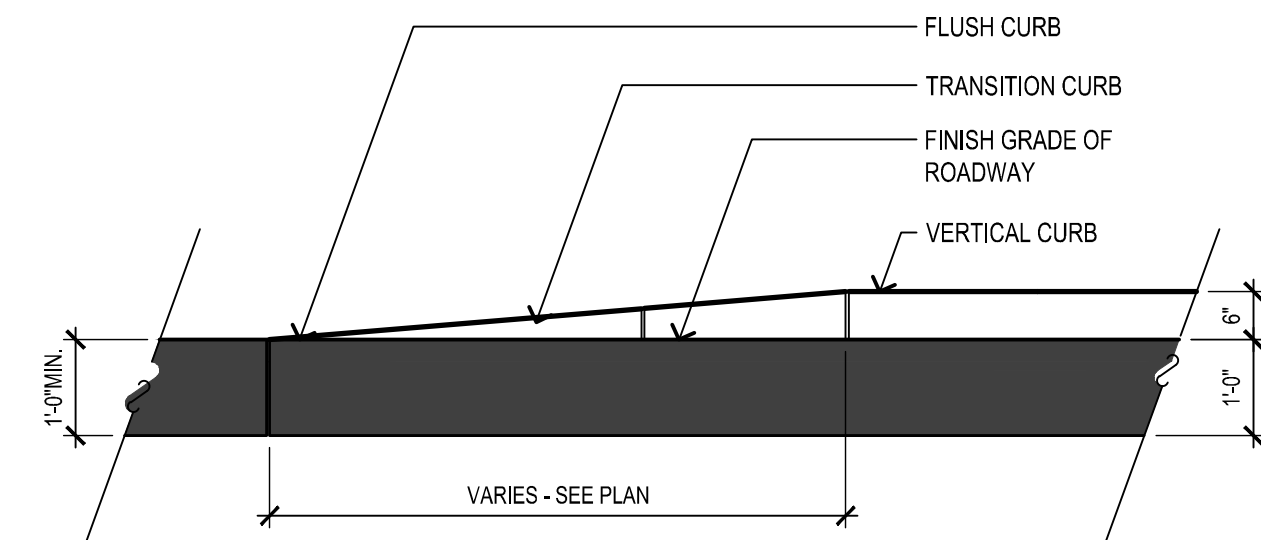 FLUSH CURB
TRANSITION CURB
FINISH GRADE OF
ROADWAY
VERTICAL CURB
6"
1'-0"MIN.
1'-0"
VARIES - SEE PLAN